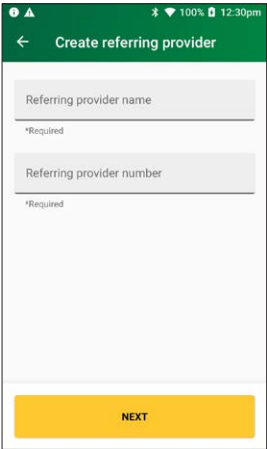 100% 12:30pm
Create referring provider
Referring provider name
*Required
Referring provider number
*Required
NEXT